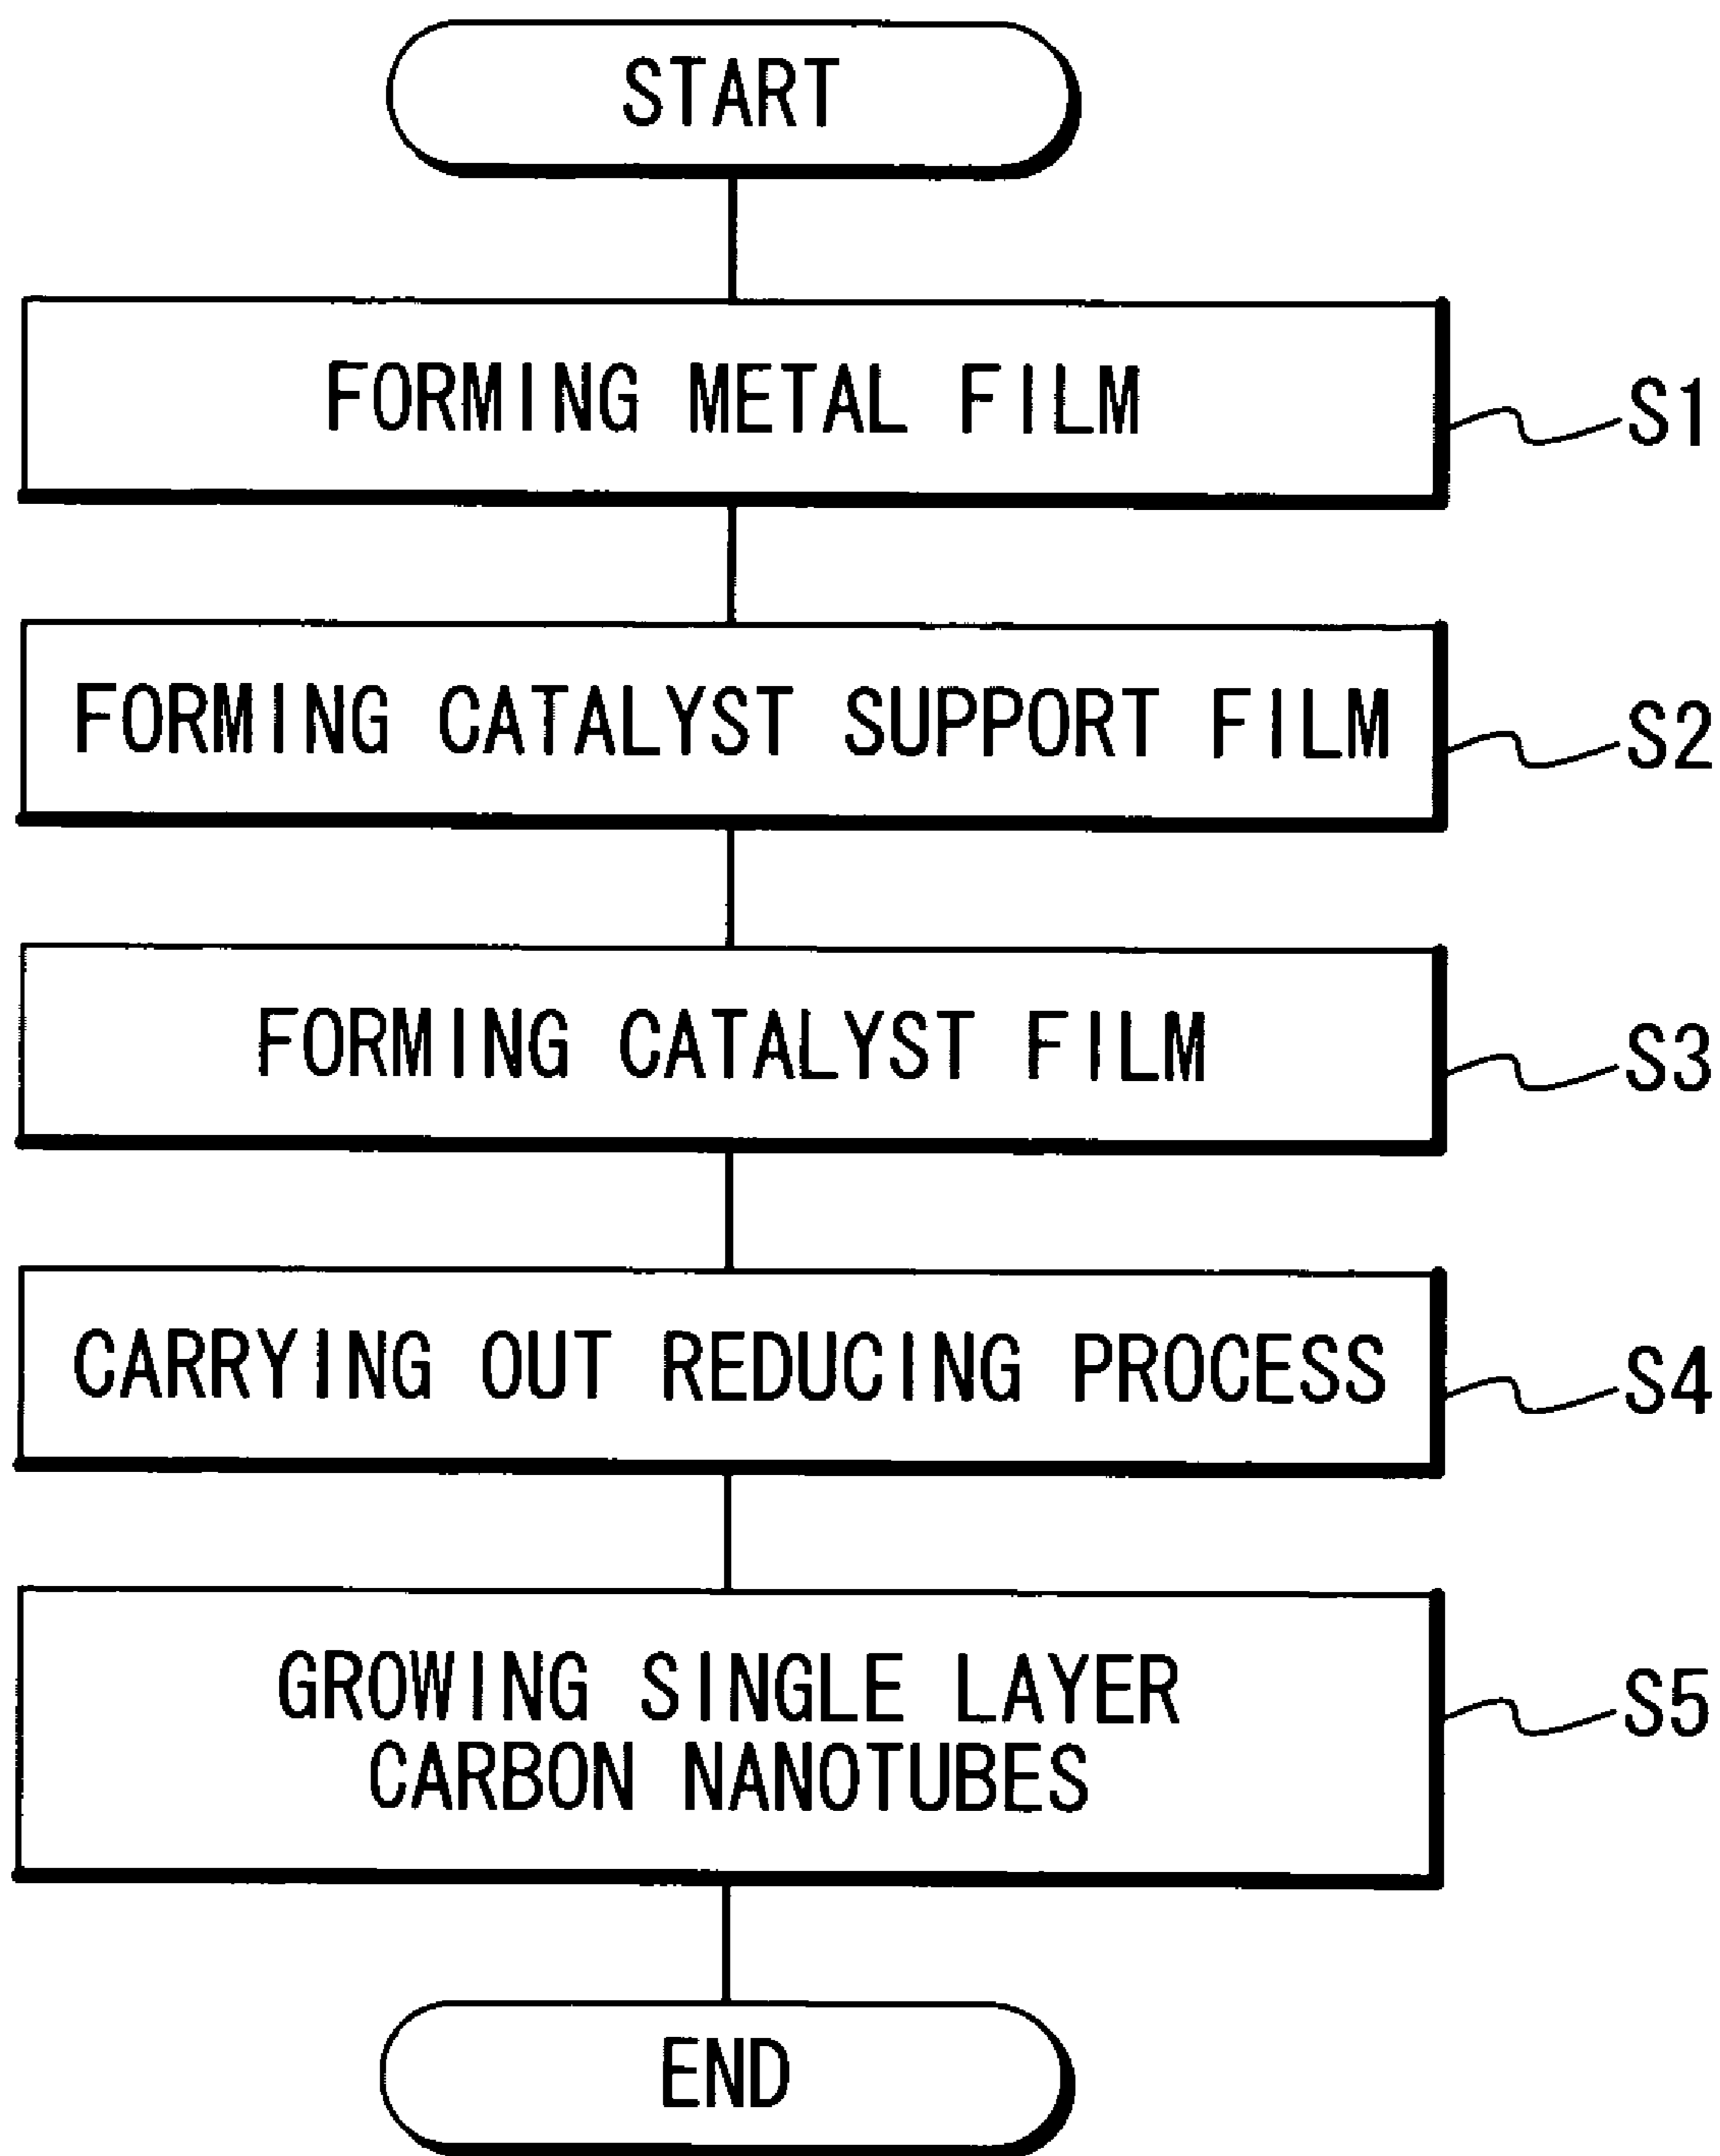 START
FORMING METAL FILM
S1
FORMING CATALYST SUPPORT FILM
S2
FORMING CATALYST FILM
S3
CARRYING OUT REDUCING PROCESS
S4
GROWING SINGLE LAYER
CARBON NANOTUBES
S5
END